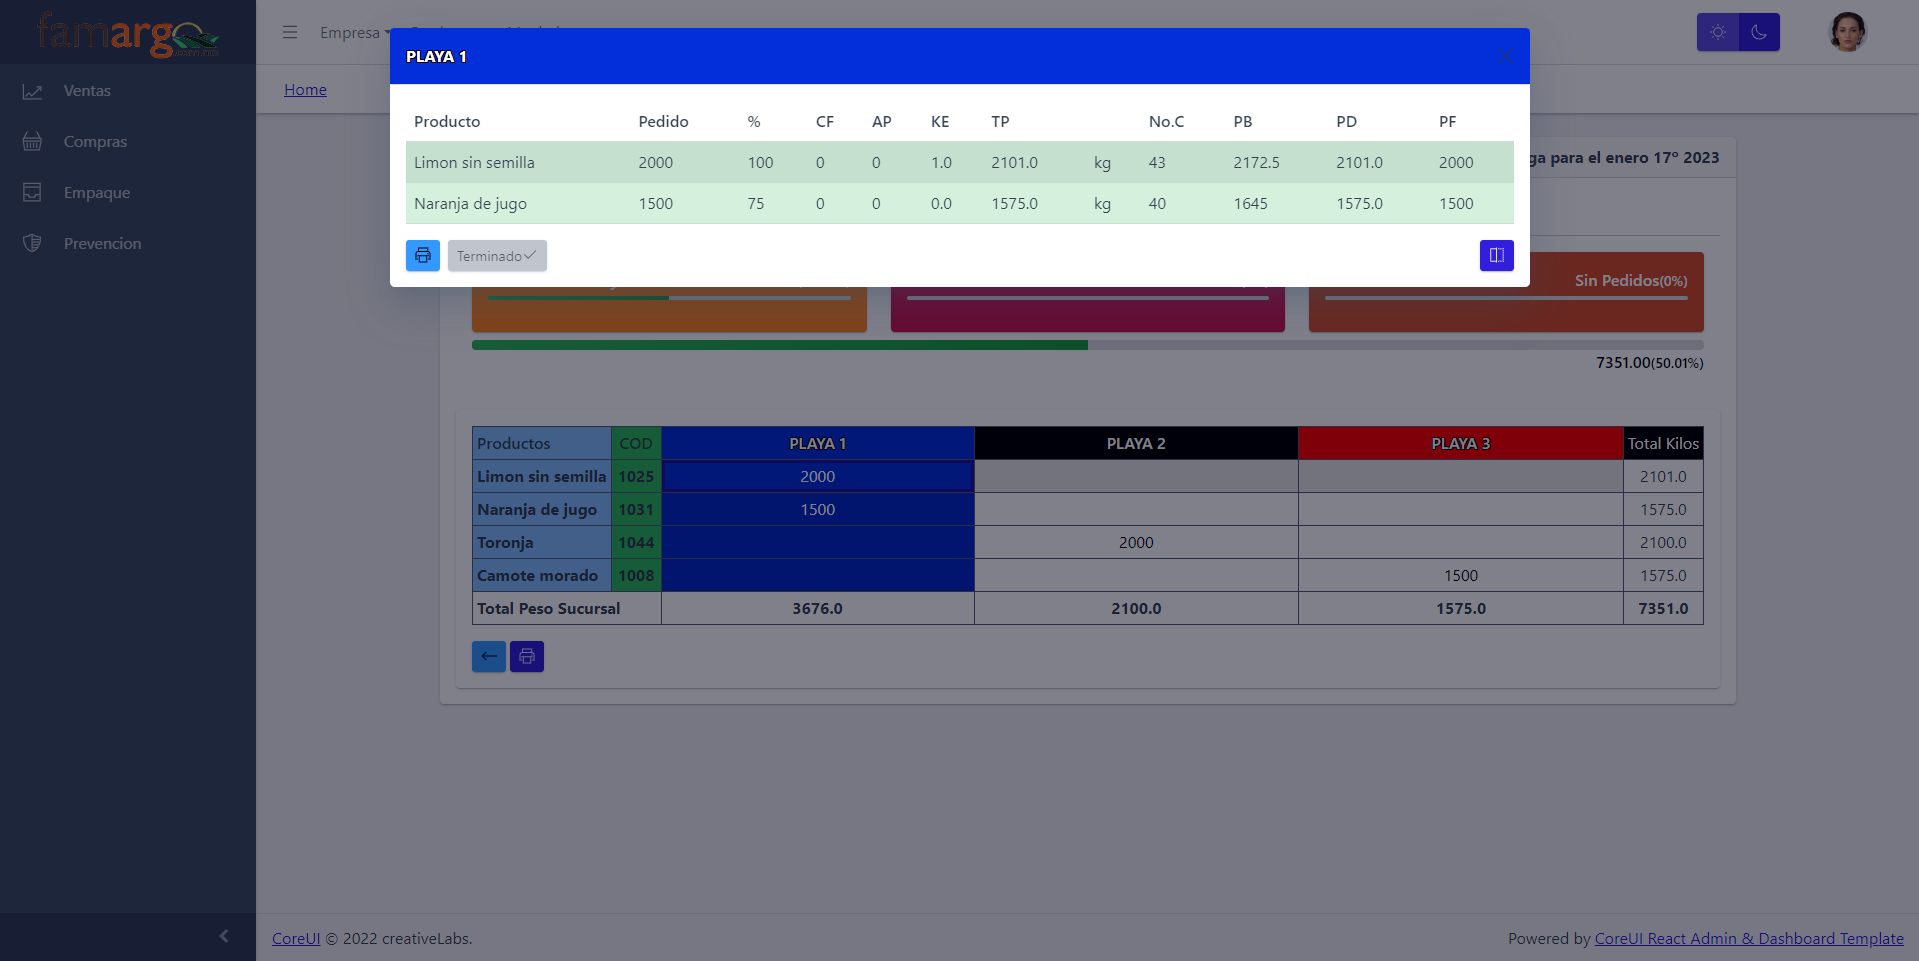 famargo
Empresa
PLAYA 1
Ventas
Compras
Empaque
Prevencion
Home
Producto Pedido % CF AP KE TP No.C PB PD PF
Limon sin semilla 2000 100 0 0 1.0 2101.0 kg 43 2172.5 2101.0 2000
Naranja de jugo 1500 75 0 0 0.0 1575.0 kg 40 1645 1575.0 1500
Terminado
ga para el enero 17º 2023
Sin Pedidos(0%)
7351.00(50.01%)
Productos COD PLAYA 1 PLAYA 2 PLAYA 3 Total Kilos
Limon sin semilla 1025 2000 2101.0
Naranja de jugo 1031 1500 1575.0
Toronja 1044 2000 2100.0
Camote morado 1008 1500 1575.0
Total Peso Sucursal 3676.0 2100.0 1575.0 7351.0
CoreUI © 2022 creativeLabs.
Powered by CoreUI React Admin & Dashboard Template